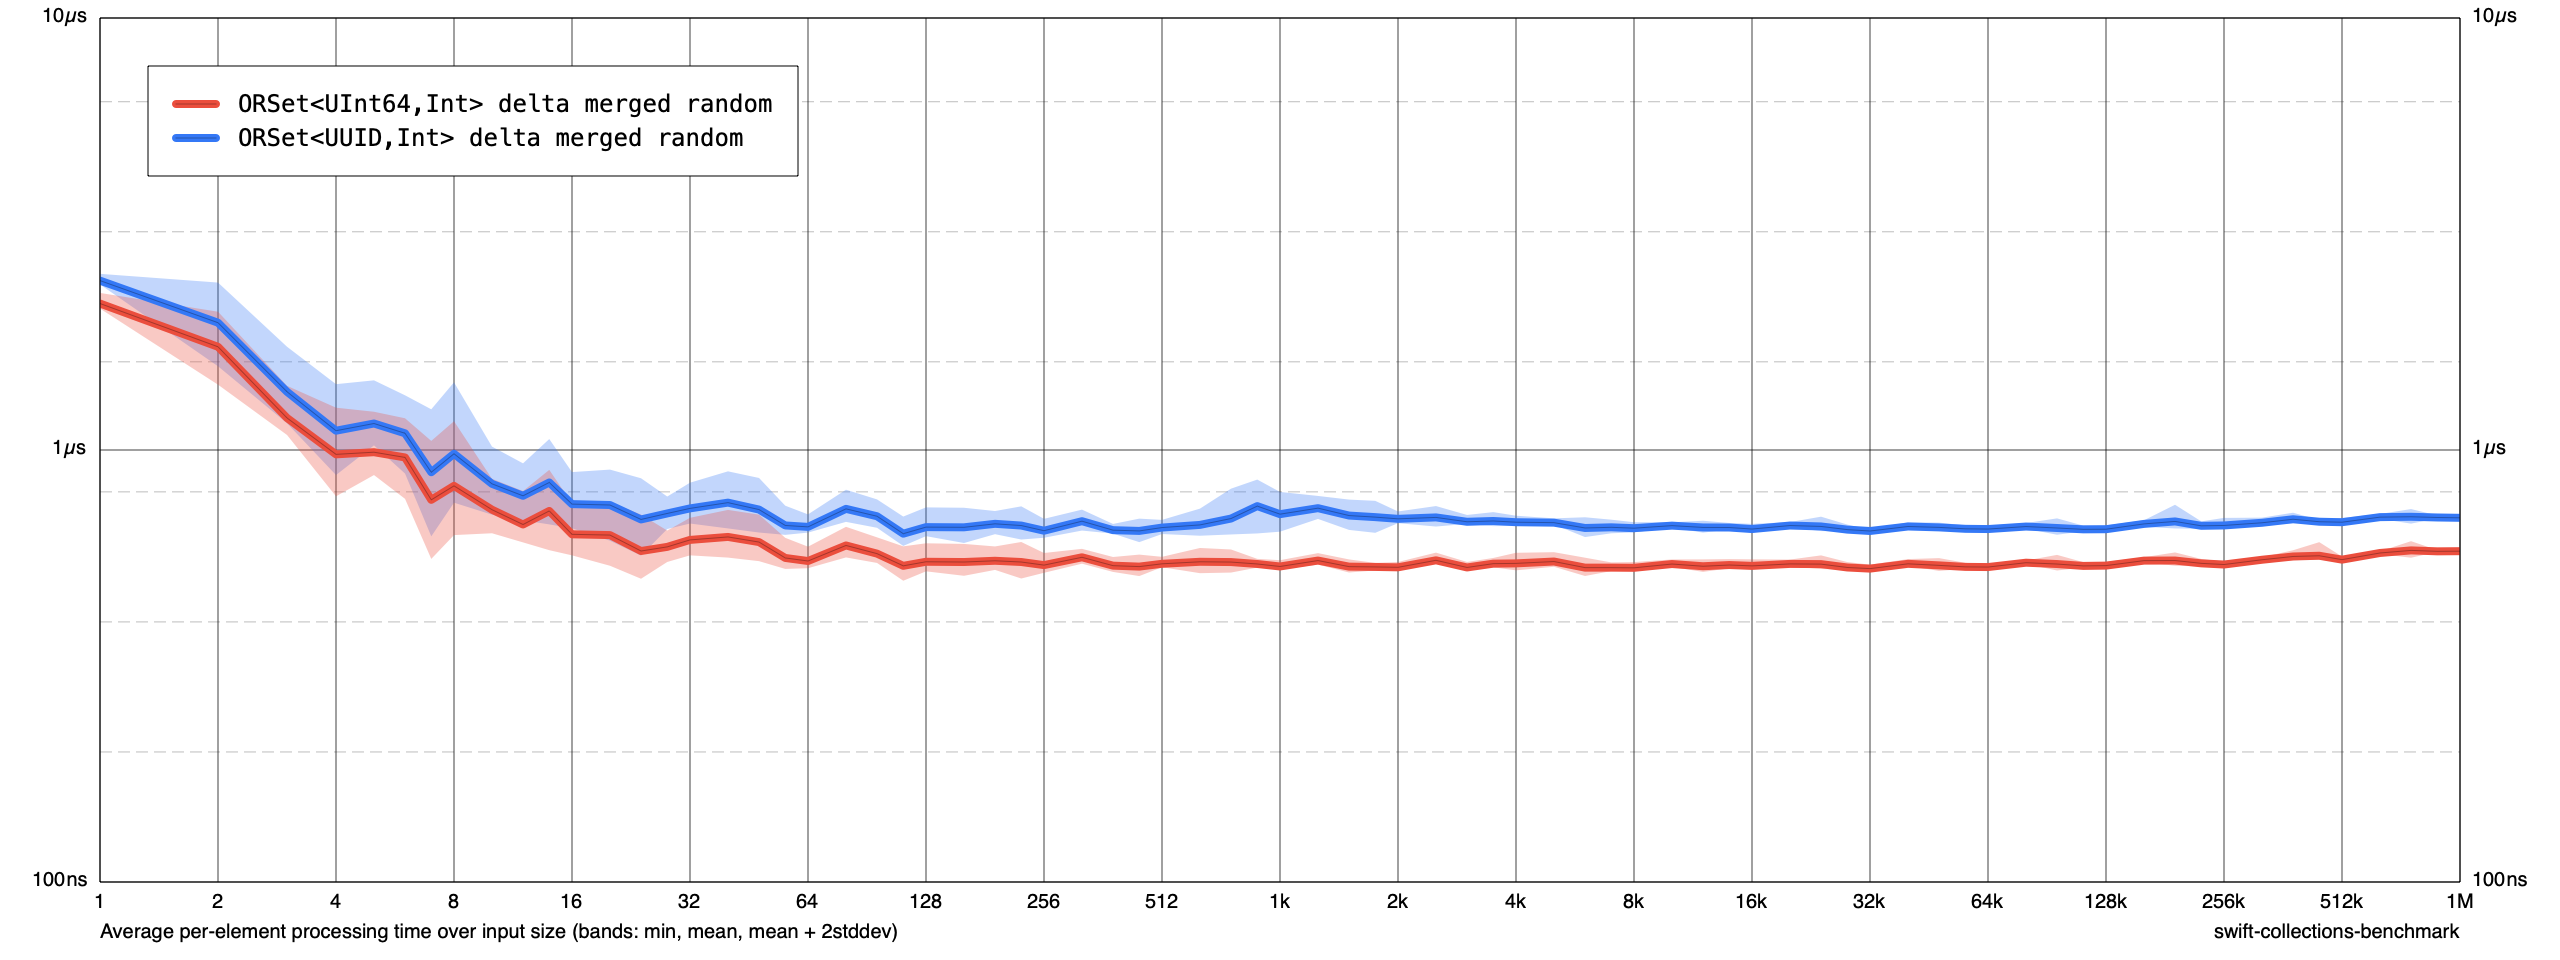 10µs
10µs
ORSet<UInt64,Int> delta merged random
ORSet<UUID,Int> delta merged random
1µs
1µs
100ns
100ns
1 2 4 8 16 32 64 128 256 512 1k 2k 4k 8k 16k 32k 64k 128k 256k 512k 1M
Average per-element processing time over input size (bands: min, mean, mean + 2stddev)
swift-collections-benchmark